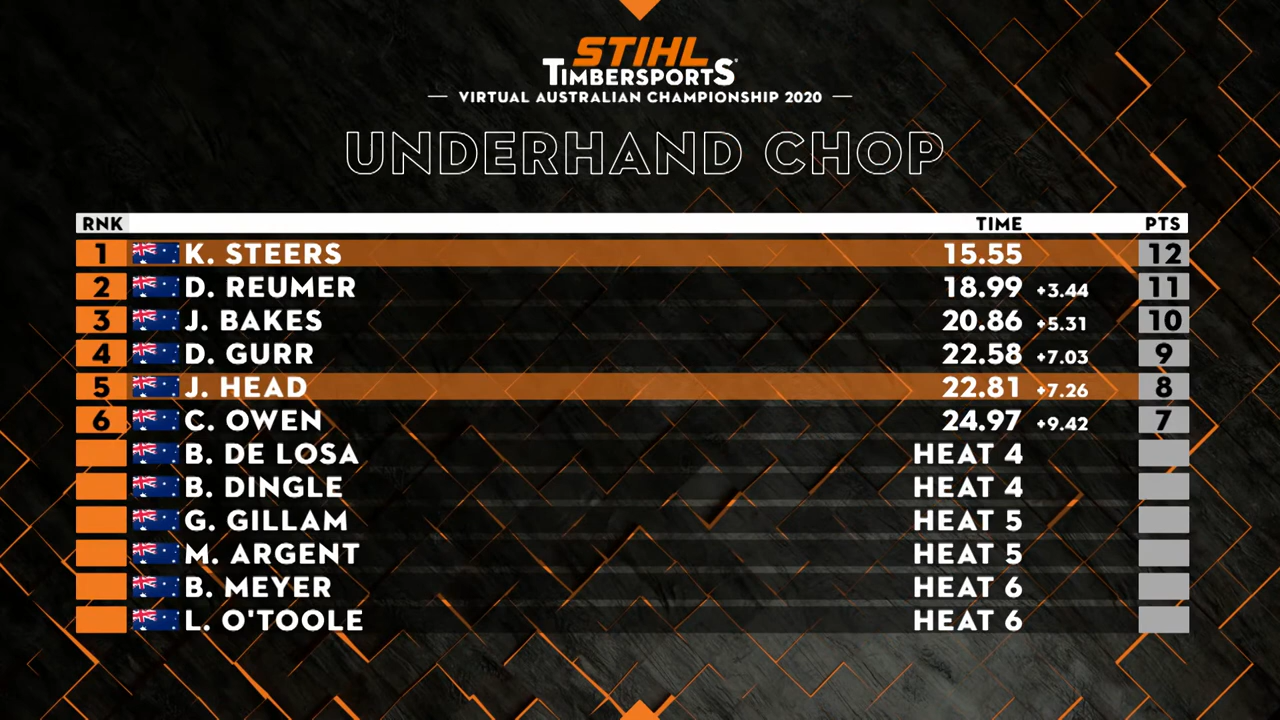 STIHL
TIMBERSPORTS
VIRTUAL AUSTRALIAN CHAMPIONSHIP 2020
UNDERHAND CHOP
RNK TIME PTS
1 K. STEERS 15.55 12
2 D. REUMER 18.99 +3.44 11
3 J. BAKES 20.86 +5.31 10
4 D. GURR 22.58 +7.03 9
5 J. HEAD 22.81 +7.26 8
6 C. OWEN 24.97 +9.42 7
B. DE LOSA HEAT 4
B. DINGLE HEAT 4
G. GILLAM HEAT 5
M. ARGENT HEAT 5
B. MEYER HEAT 6
L. O'TOOLE HEAT 6